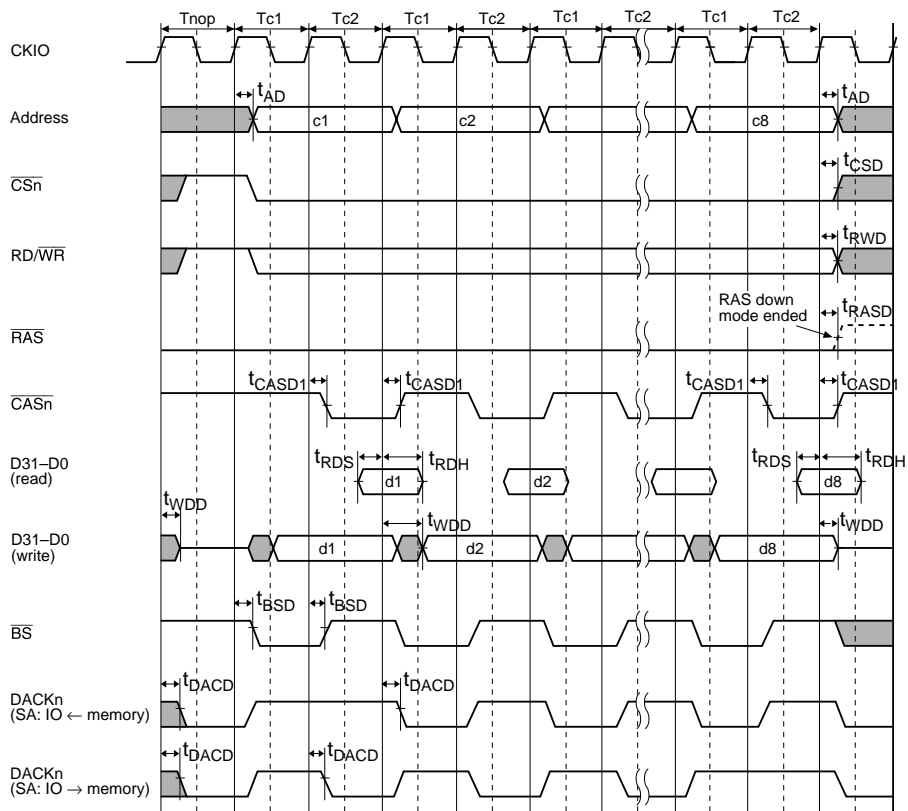 Tnop Tc1 Tc2 Tc1 Tc2 Tc1 Tc2 Tc1 Tc2
CKIO
tAD tAD
Address c1 c2 c8
tCSD
CSn
tRWD
RD/WR
RAS down
mode ended
tRASD
RAS
tCASD1 tCASD1 tCASD1 tCASD1
CASn
D31–D0
(read)
tRDS d1 tRDH d2 tRDS d8 tRDH
tWDD tWDD tWDD
D31–D0
(write)
d1 d2 d8
tBSD tBSD
BS
tDACD tDACD
DACKn
(SA: IO ← memory)
tDACD tDACD
DACKn
(SA: IO → memory)